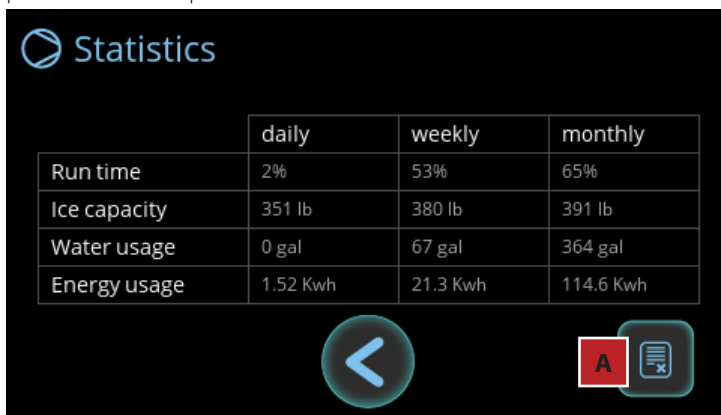 Statistics
daily weekly monthly
Run time 2% 53% 65%
Ice capacity 351 lb 380 lb 391 lb
Water usage 0 gal 67 gal 364 gal
Energy usage 1.52 Kwh 21.3 Kwh 114.6 Kwh
A